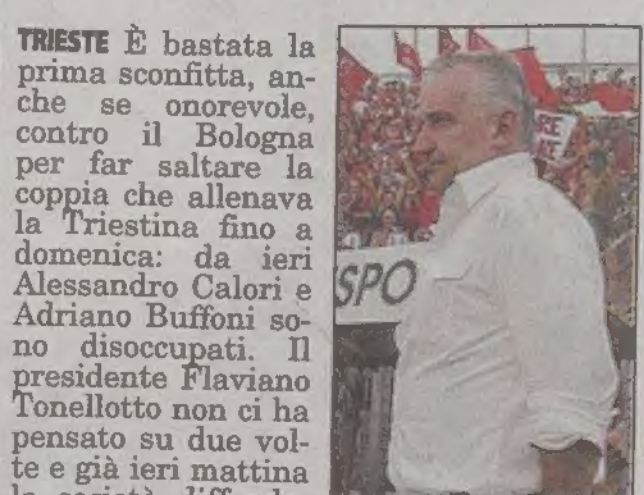 TRIESTE È bastata la
prima sconfitta, an-
che se onorevole,
contro il Bologna
per far saltare la
coppia che allenava
la Triestina fino a
domenica: da ieri
Alessandro Calori e
Adriano Buffoni so-
no disoccupati. Il
presidente Flaviano
Tonellotto non ci ha
pensato su due vol-
te e già ieri mattina
la società
SPO